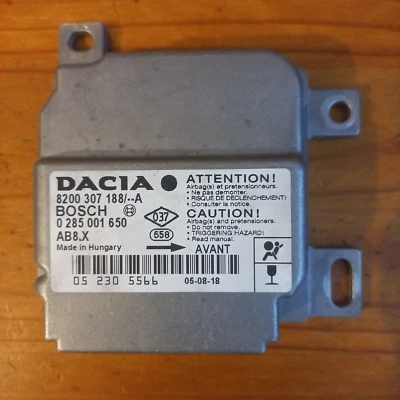 DACIA
8200 307 188/--A
BOSCH
0 285 001 650
AB8.X
Made in Hungary
037
558
ATTENTION!
Airbag(s) et pretensionneurs.
• Ne pas demonter.
• RISQUE DE DECLENCHEMENT!
• Consulter la notice.
CAUTION!
Airbag(s) and pretensioners.
• Do not remove.
• TRIGGERING HAZARD!
• Read manual.
AVANT
05 230 5566
05-08-18